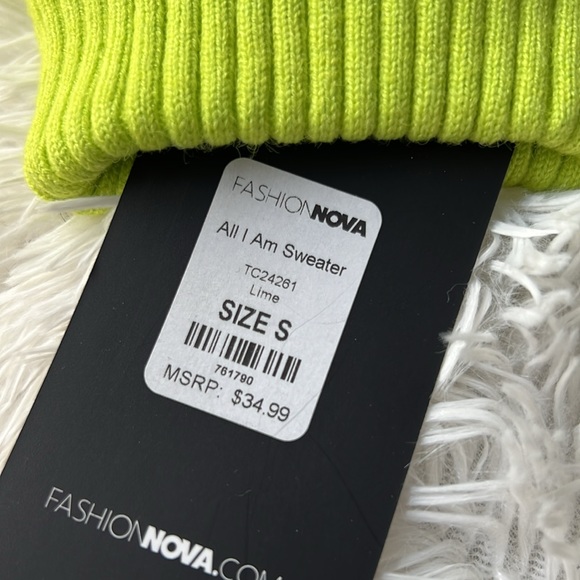 FASHIONNOVA
All I Am Sweater
TC24261
Lime
SIZE S
761790
MSRP: $34.99
FASHIONNOVA.COM